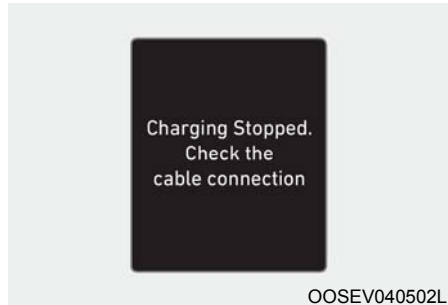 Charging Stopped.
Check the
cable connection
OOSEV040502L